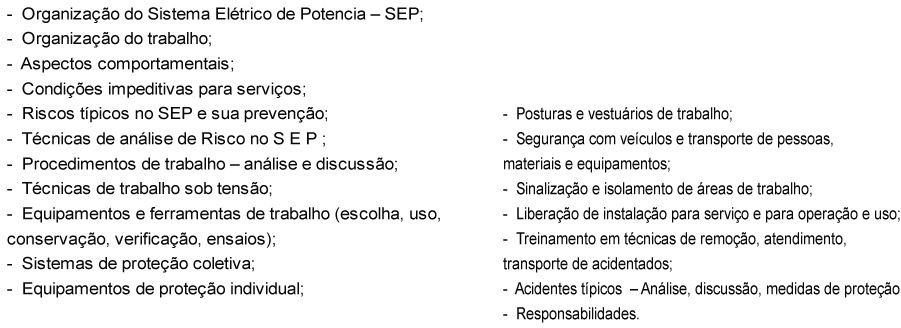 - Organização do Sistema Elétrico de Potencia – SEP;
- Organização do trabalho;
- Aspectos comportamentais;
- Condições impeditivas para serviços;
- Riscos típicos no SEP e sua prevenção;
- Técnicas de análise de Risco no S E P ;
- Procedimentos de trabalho – análise e discussão;
- Técnicas de trabalho sob tensão;
- Equipamentos e ferramentas de trabalho (escolha, uso,
conservação, verificação, ensaios);
- Sistemas de proteção coletiva;
- Equipamentos de proteção individual;
- Posturas e vestuários de trabalho;
- Segurança com veículos e transporte de pessoas,
materiais e equipamentos;
- Sinalização e isolamento de áreas de trabalho;
- Liberação de instalação para serviço e para operação e uso;
- Treinamento em técnicas de remoção, atendimento,
transporte de acidentados;
- Acidentes típicos – Análise, discussão, medidas de proteção
- Responsabilidades.